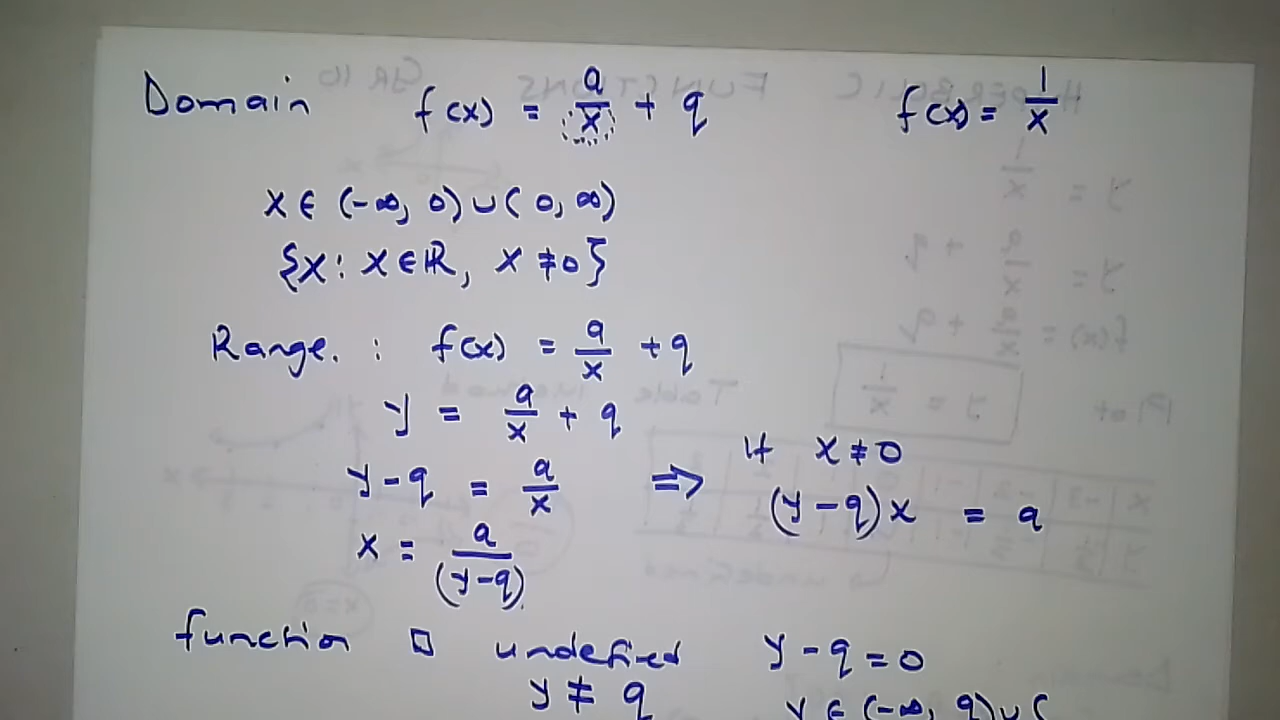 Domain f(x) = a/x + q f(x) = 1/x
x ∈ (-∞, 0) ∪ (0, ∞)
{x : x ∈ ℝ, x ≠ 0}
Range. : f(x) = a/x + q
y = a/x + q
If x ≠ 0
y - q = a/x ⇒ (y - q)x = a
x = a/(y-q)
function □ undefined y - q = 0
y ≠ q y ∈ (-∞, q) ∪ (